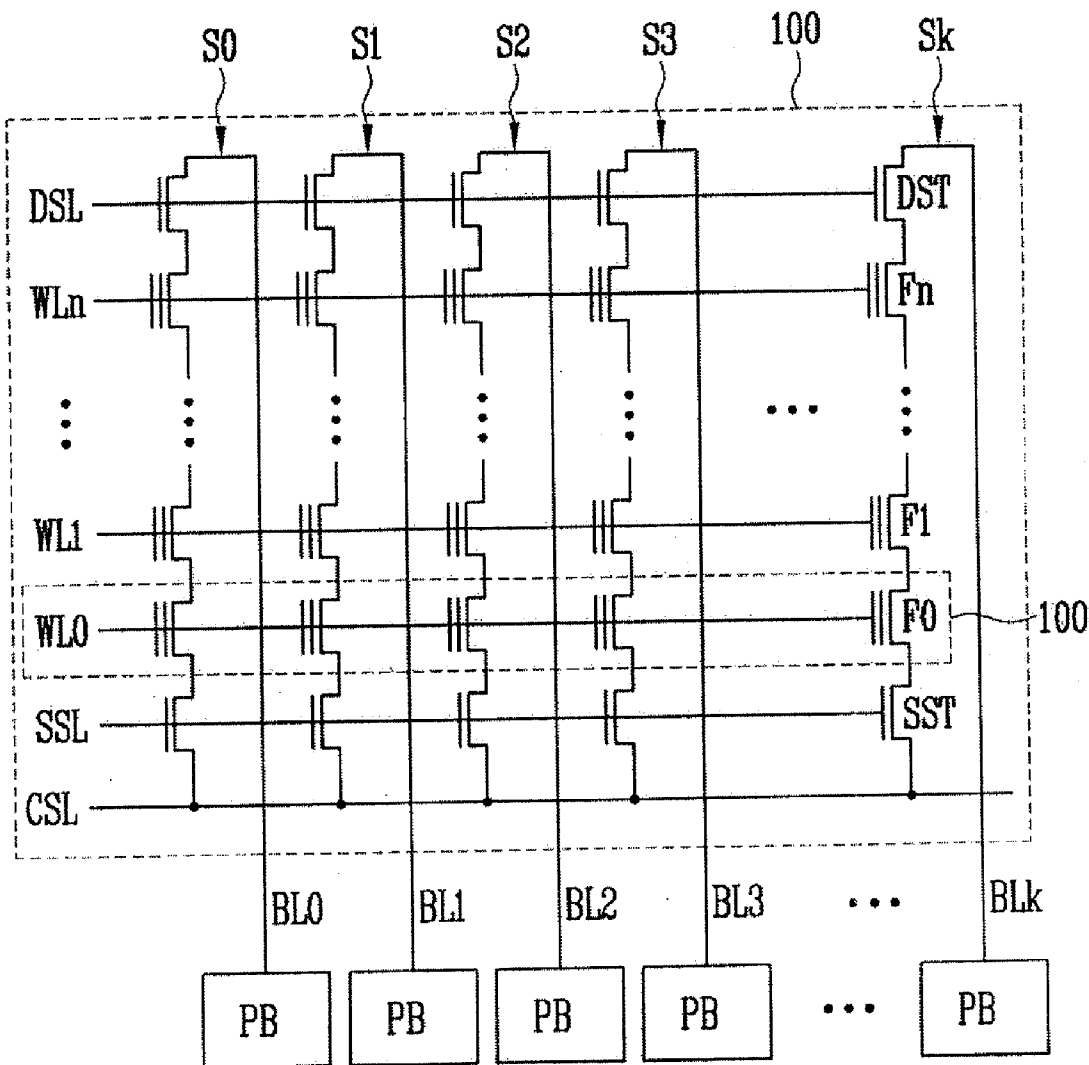 S0 S1 S2 S3 100 Sk
DSL DST
WLn Fn
WL1 F1
WL0 F0 100
SSL SST
CSL
BL0 BL1 BL2 BL3 BLk
PB PB PB PB PB